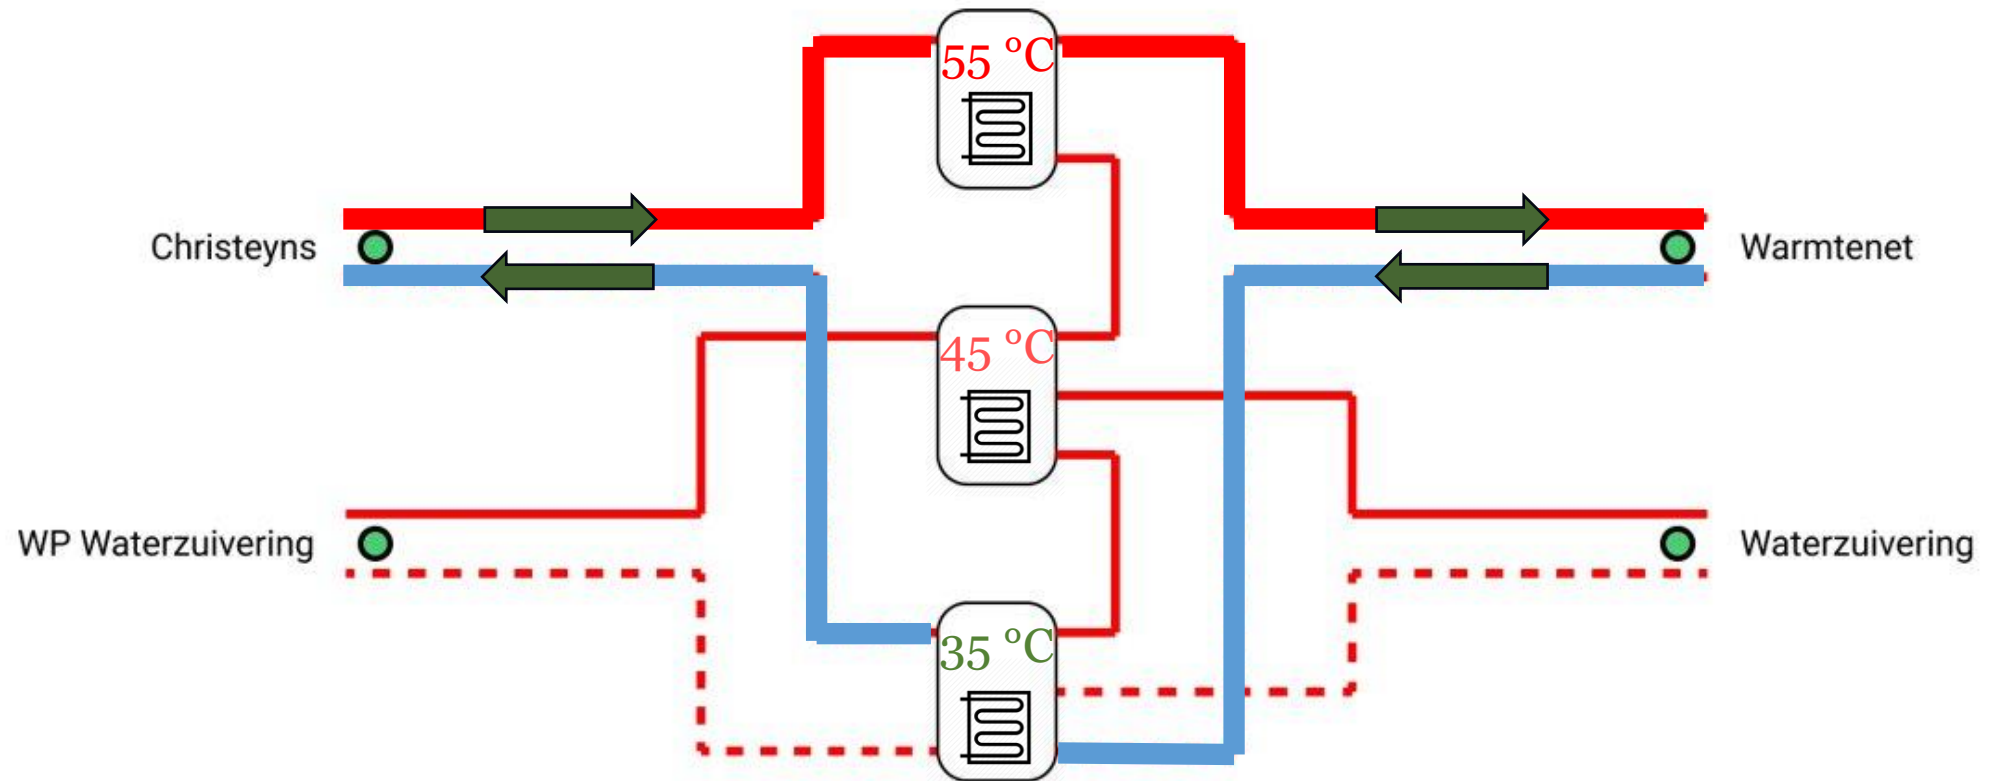 55 °C
Christeyns
Warmtenet
45 °C
WP Waterzuivering
Waterzuivering
35 °C